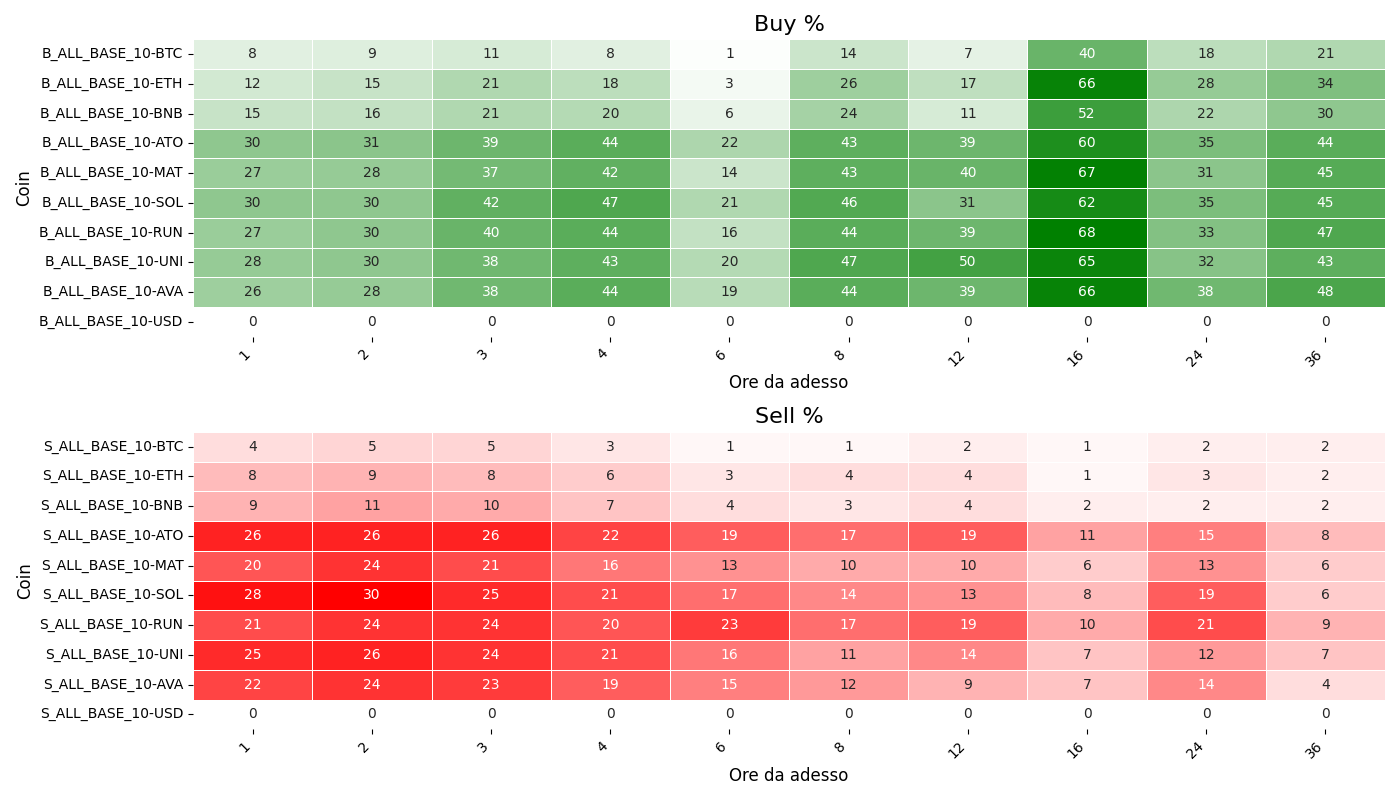 Buy %
Coin
B_ALL_BASE_10-BTC 8 9 11 8 1 14 7 40 18 21
B_ALL_BASE_10-ETH 12 15 21 18 3 26 17 66 28 34
B_ALL_BASE_10-BNB 15 16 21 20 6 24 11 52 22 30
B_ALL_BASE_10-ATO 30 31 39 44 22 43 39 60 35 44
B_ALL_BASE_10-MAT 27 28 37 42 14 43 40 67 31 45
B_ALL_BASE_10-SOL 30 30 42 47 21 46 31 62 35 45
B_ALL_BASE_10-RUN 27 30 40 44 16 44 39 68 33 47
B_ALL_BASE_10-UNI 28 30 38 43 20 47 50 65 32 43
B_ALL_BASE_10-AVA 26 28 38 44 19 44 39 66 38 48
B_ALL_BASE_10-USD 0 0 0 0 0 0 0 0 0 0
1 2 3 4 6 8 12 16 24 36
Ore da adesso
Sell %
Coin
S_ALL_BASE_10-BTC 4 5 5 3 1 1 2 1 2 2
S_ALL_BASE_10-ETH 8 9 8 6 3 4 4 1 3 2
S_ALL_BASE_10-BNB 9 11 10 7 4 3 4 2 2 2
S_ALL_BASE_10-ATO 26 26 26 22 19 17 19 11 15 8
S_ALL_BASE_10-MAT 20 24 21 16 13 10 10 6 13 6
S_ALL_BASE_10-SOL 28 30 25 21 17 14 13 8 19 6
S_ALL_BASE_10-RUN 21 24 24 20 23 17 19 10 21 9
S_ALL_BASE_10-UNI 25 26 24 21 16 11 14 7 12 7
S_ALL_BASE_10-AVA 22 24 23 19 15 12 9 7 14 4
S_ALL_BASE_10-USD 0 0 0 0 0 0 0 0 0 0
1 2 3 4 6 8 12 16 24 36
Ore da adesso